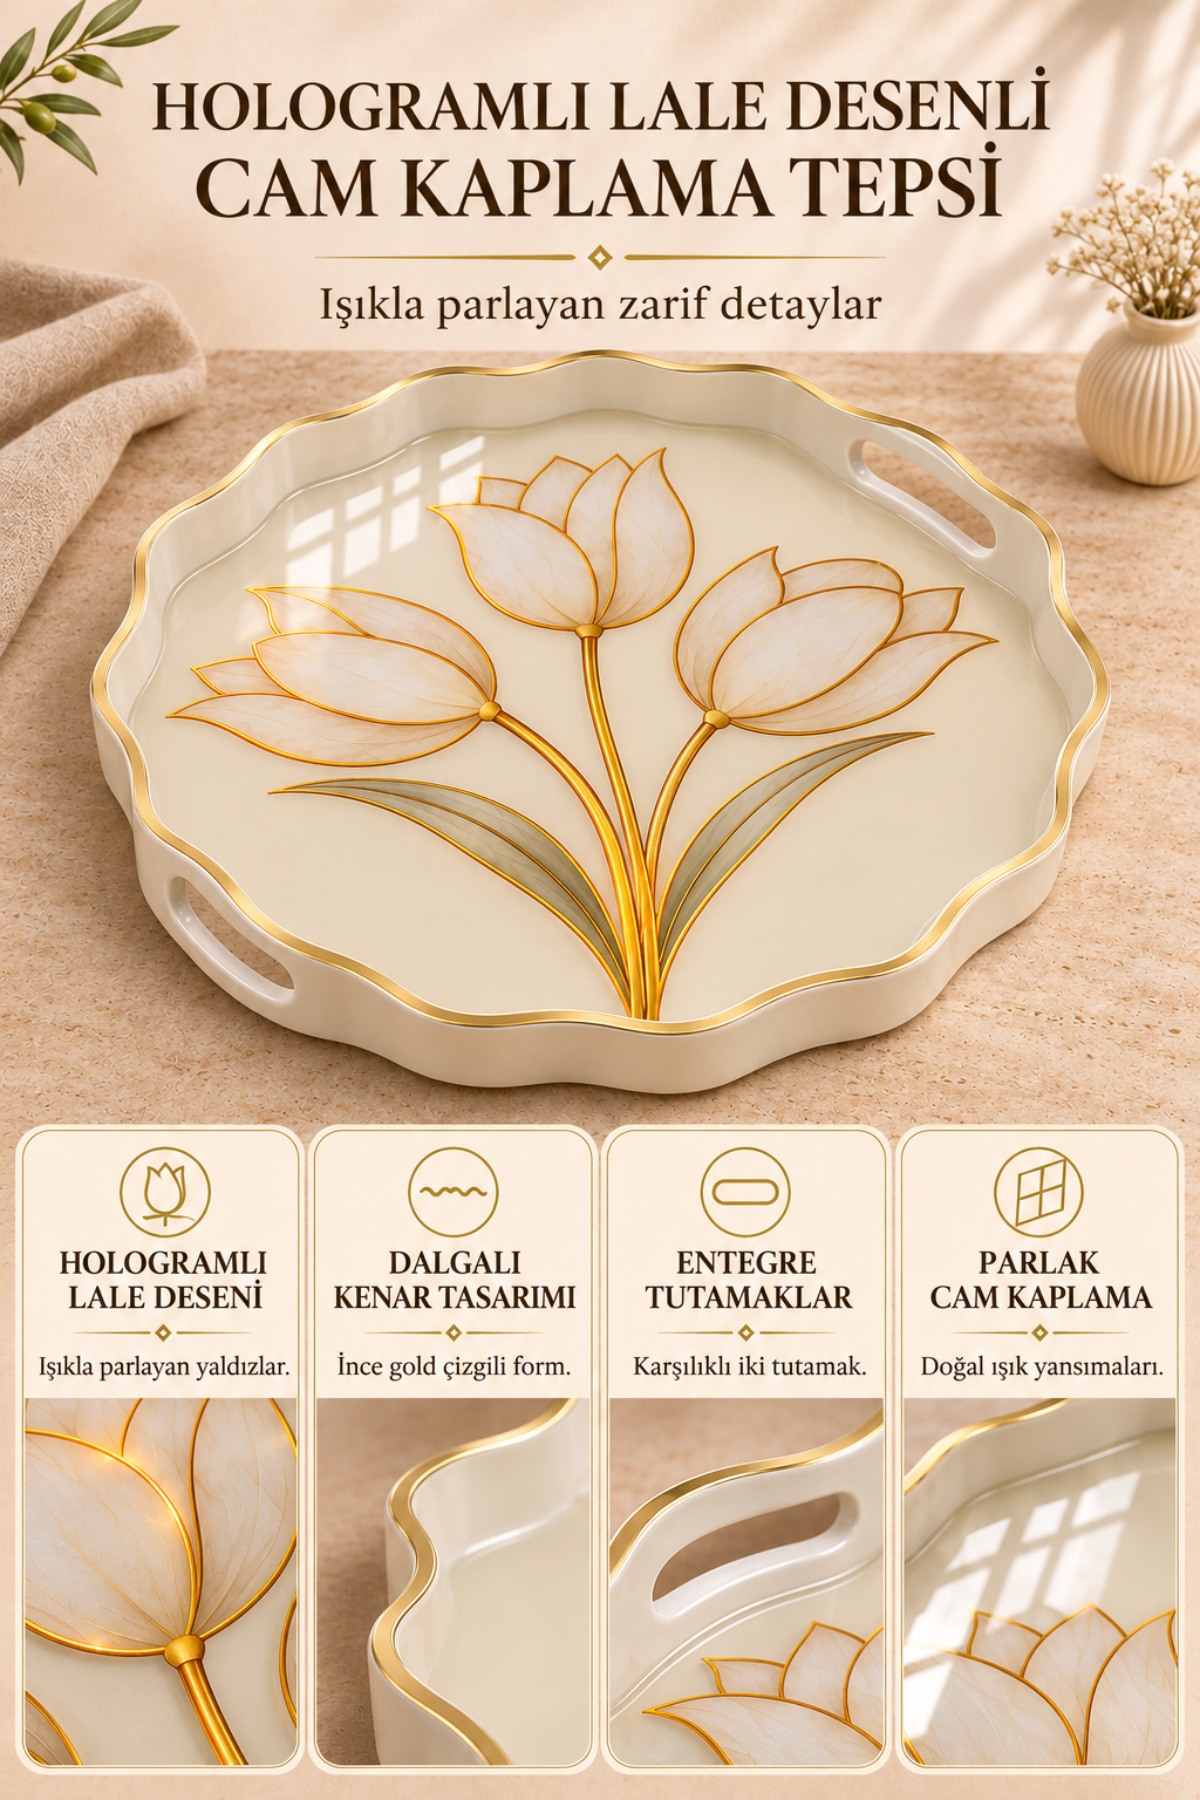 HOLOGRAMLI LALE DESENLİ
CAM KAPLAMA TEPSİ
Işıkla parlayan zarif detaylar
HOLOGRAMLI
LALE DESENİ
Işıkla parlayan yaldızlar.
DALGALI
KENAR TASARIMI
İnce gold çizgili form.
ENTEGRE
TUTAMAKLAR
Karşılıklı iki tutamak.
PARLAK
CAM KAPLAMA
Doğal ışık yansımaları.